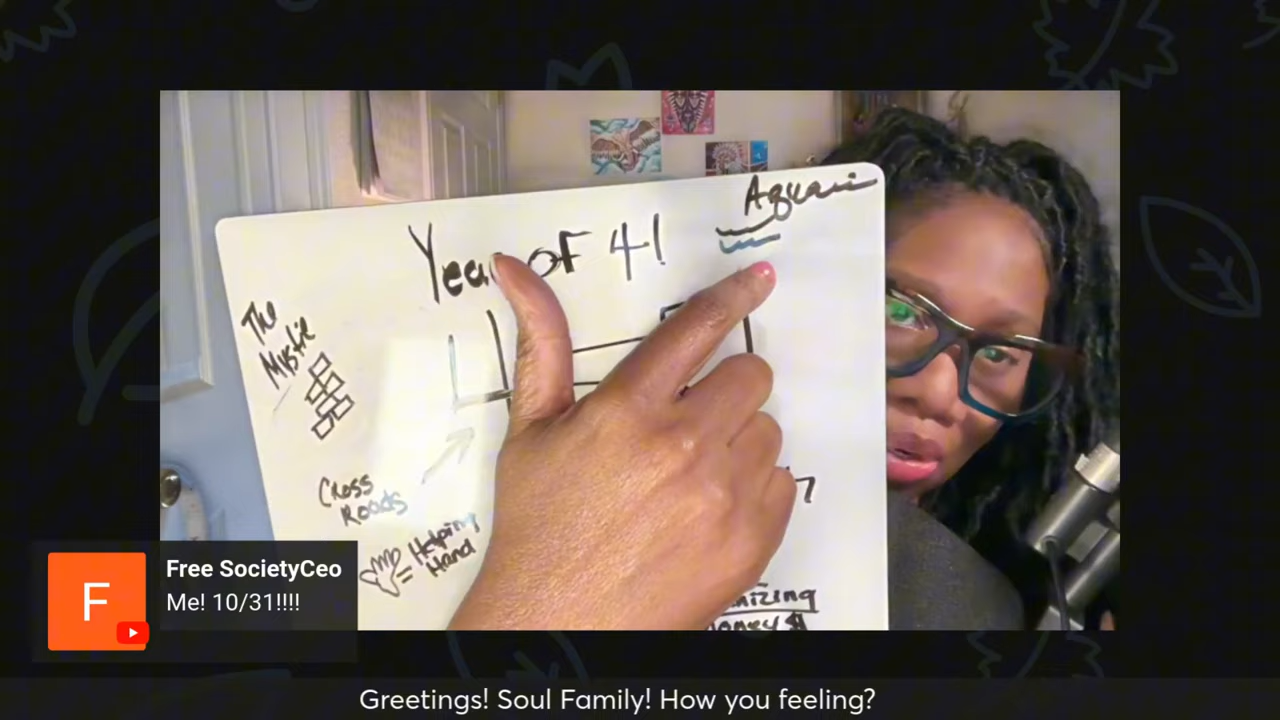 Aquari
Year of 41
The
Mystic
Cross
Roads
Helping
Hand
Free SocietyCeo
Me! 10/31!!!!
F
Greetings! Soul Family! How you feeling?